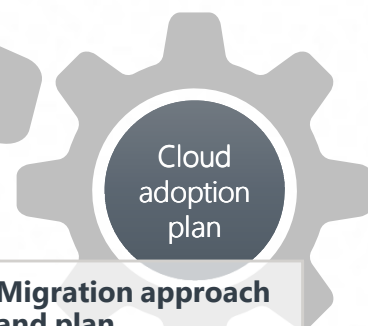 Cloud
adoption
plan
Migration approach
and plan